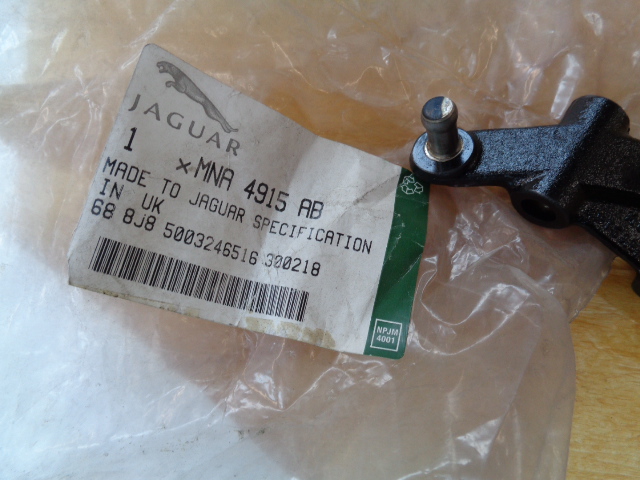 JAGUAR
1 x MNA 4915 AB
MADE TO JAGUAR SPECIFICATION
IN UK
68 8J8 5003246516 300218
NPJM
4001